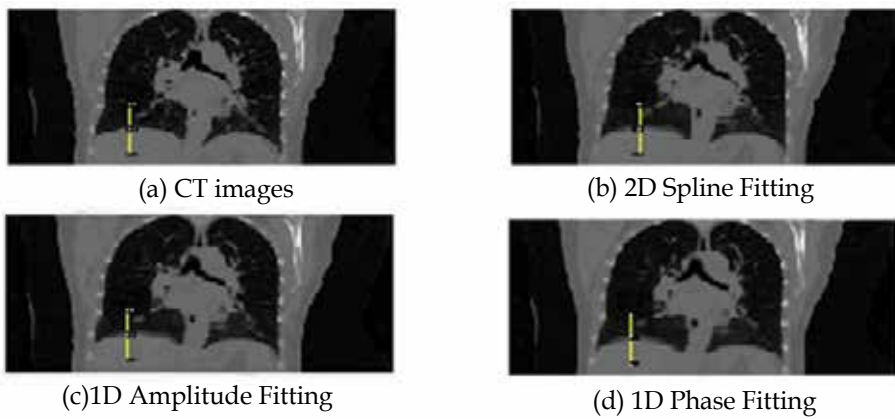 (a) CT images
(b) 2D Spline Fitting
(c)1D Amplitude Fitting
(d) 1D Phase Fitting